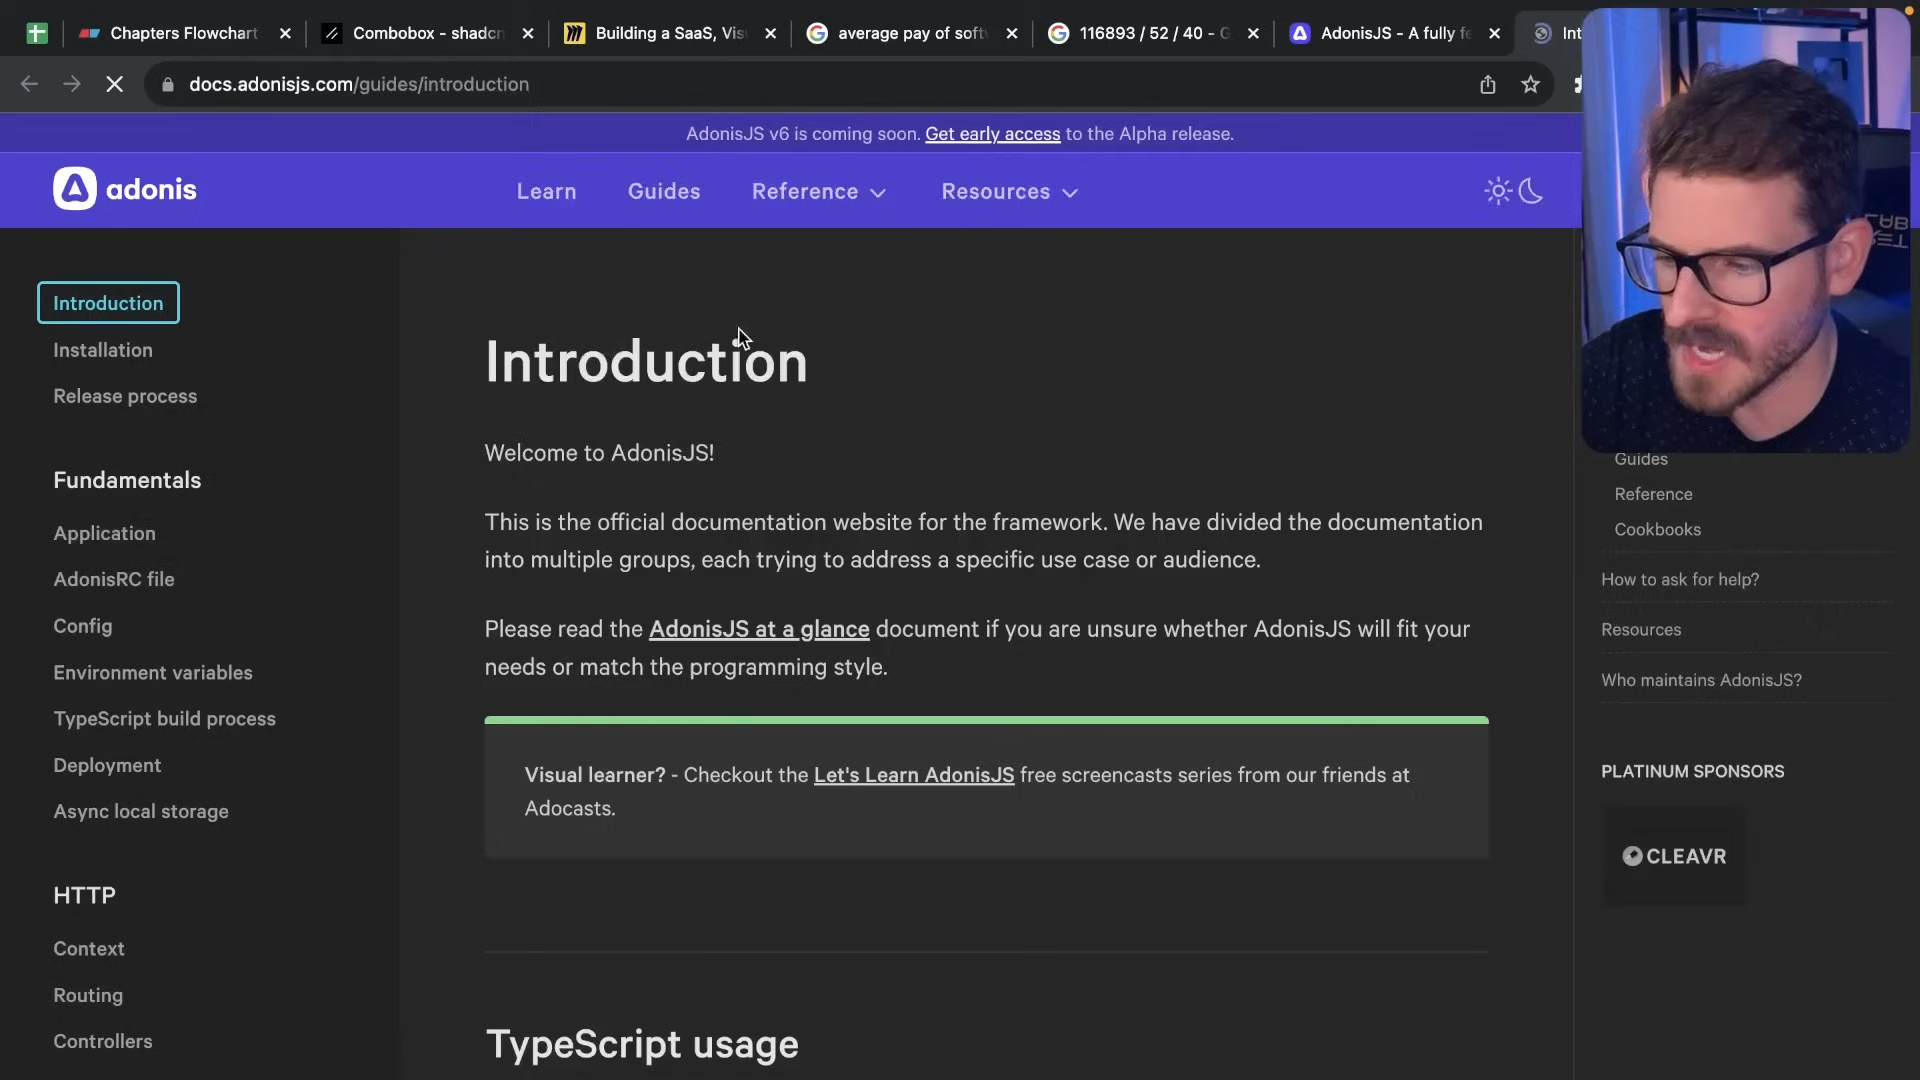 Chapters Flowchart
Combobox - shadcn
Building a SaaS, Vis
average pay of softw
116893 / 52 / 40 - G
AdonisJS - A fully fe
Int
docs.adonisjs.com/guides/introduction
AdonisJS v6 is coming soon. Get early access to the Alpha release.
adonis
Learn
Guides
Reference
Resources
Introduction
Installation
Release process
Fundamentals
Application
AdonisRC file
Config
Environment variables
TypeScript build process
Deployment
Async local storage
HTTP
Context
Routing
Controllers
Introduction
Welcome to AdonisJS!
This is the official documentation website for the framework. We have divided the documentation
into multiple groups, each trying to address a specific use case or audience.
Please read the AdonisJS at a glance document if you are unsure whether AdonisJS will fit your
needs or match the programming style.
Visual learner? - Checkout the Let's Learn AdonisJS free screencasts series from our friends at
Adocasts.
TypeScript usage
Guides
Reference
Cookbooks
How to ask for help?
Resources
Who maintains AdonisJS?
PLATINUM SPONSORS
CLEAVR